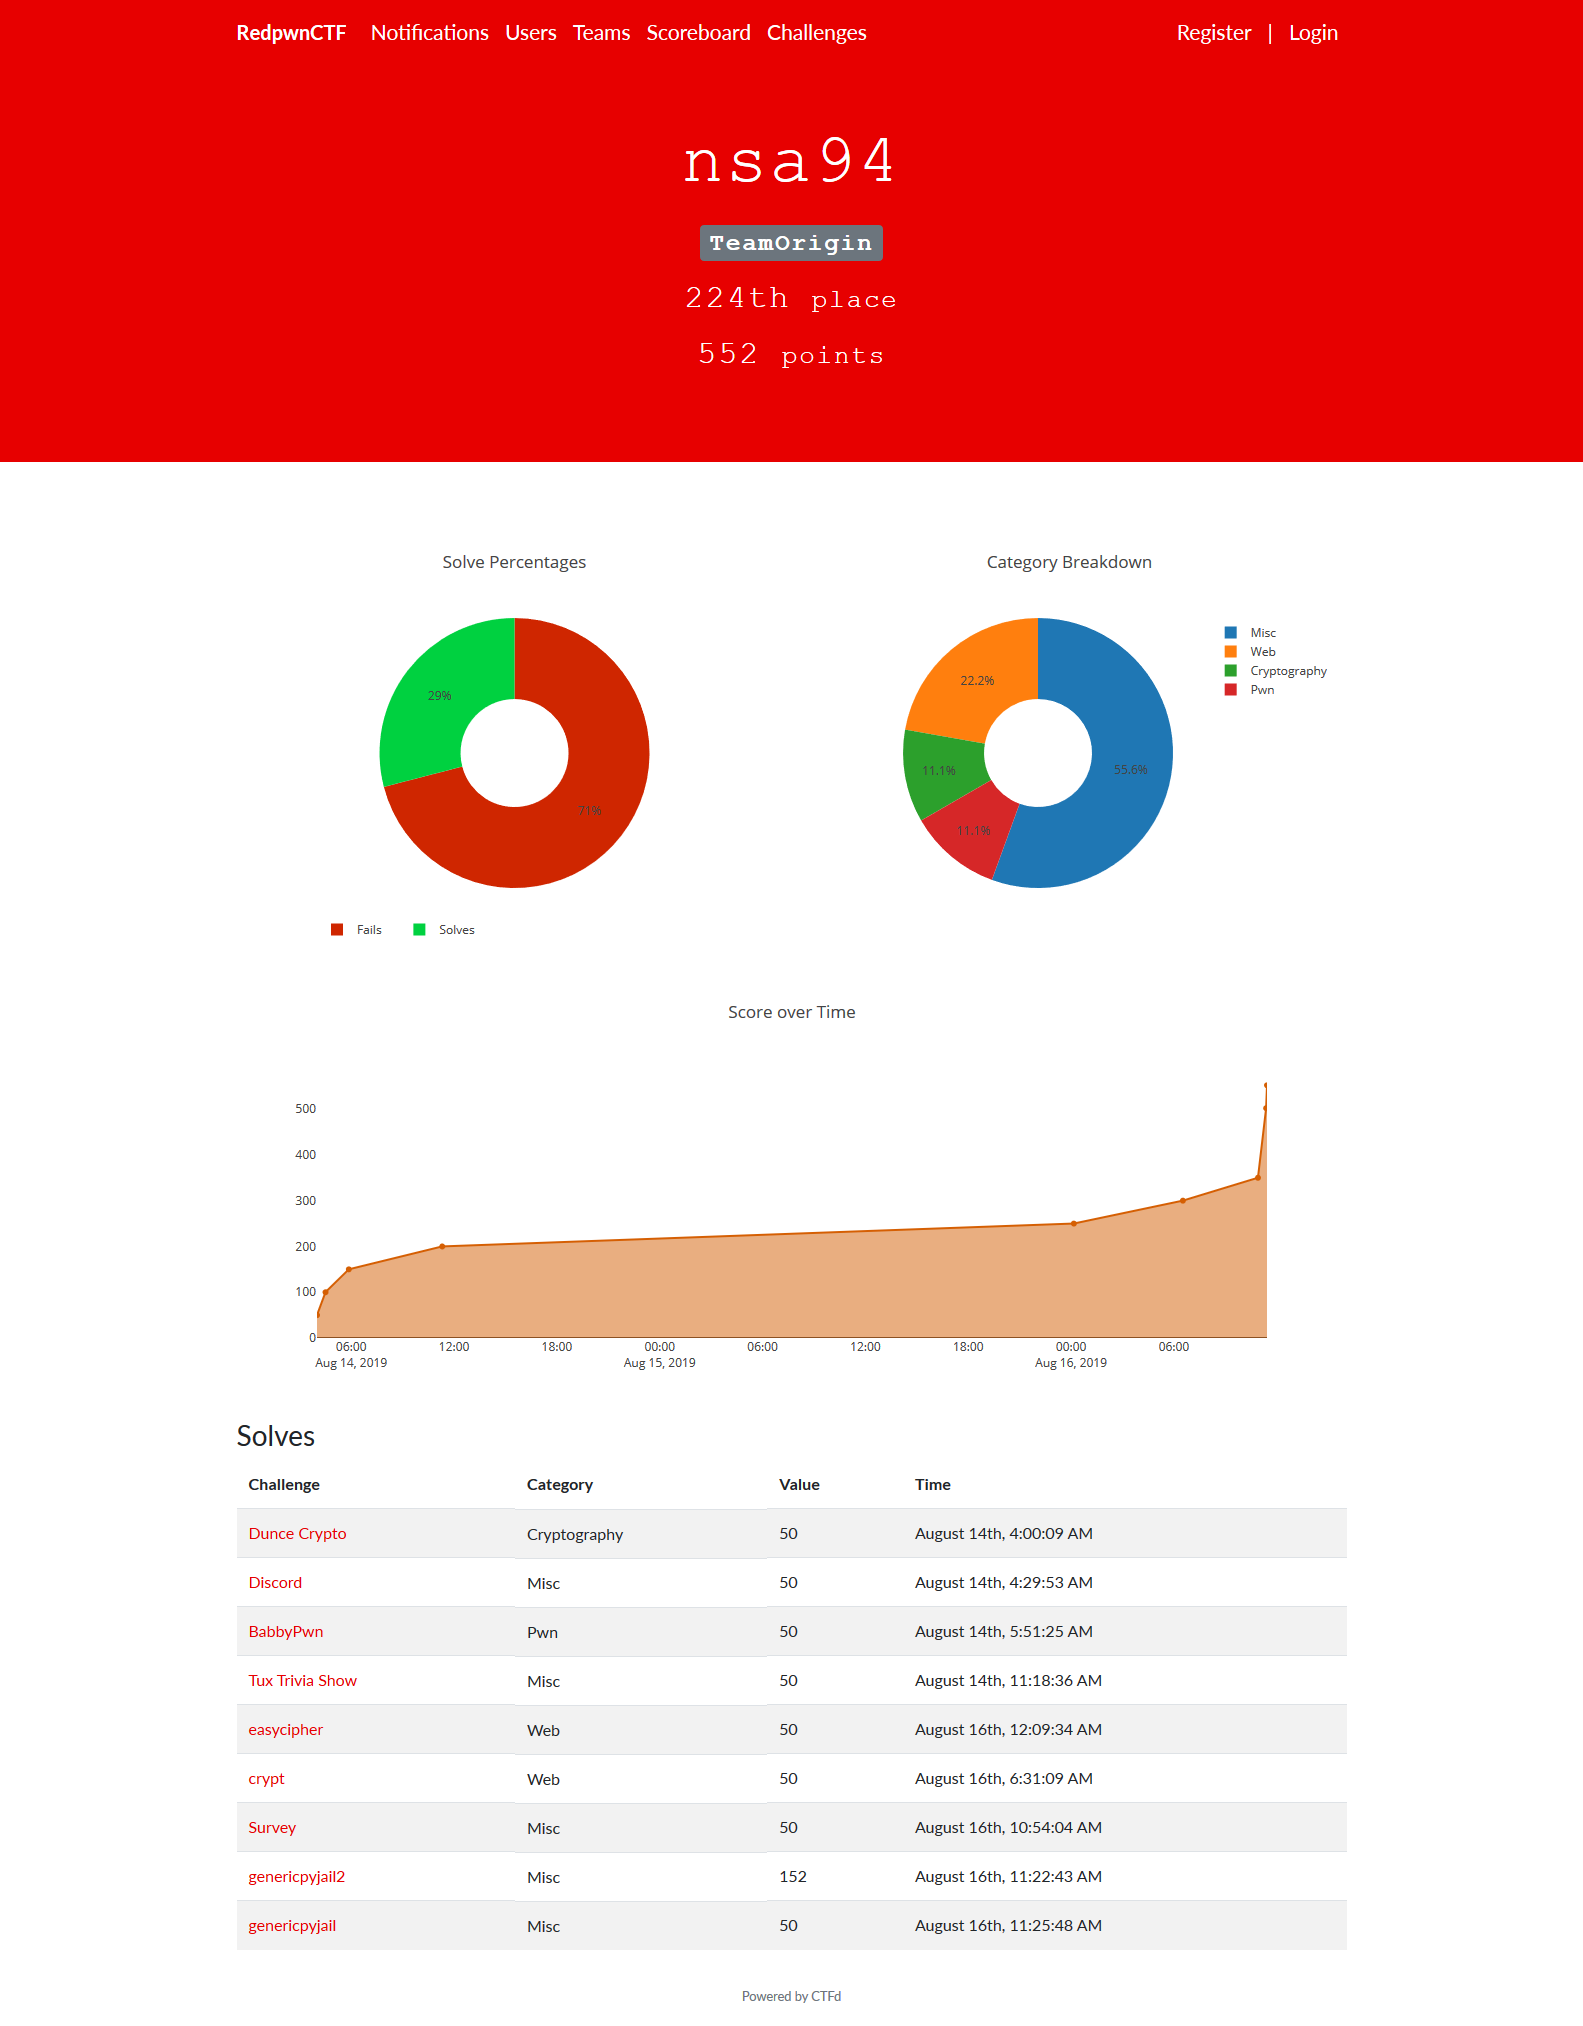 RedpwnCTF Notifications Users Teams Scoreboard Challenges Register | Login
nsa94
TeamOrigin
224th place
552 points
Solve Percentages
29%
71%
Fails Solves
Category Breakdown
Misc
Web
Cryptography
Pwn
22.2%
55.6%
11.1%
11.1%
Score over Time
500
400
300
200
100
0
06:00 12:00 18:00 00:00 06:00 12:00 18:00 00:00 06:00
Aug 14, 2019 Aug 15, 2019 Aug 16, 2019
Solves
Challenge Category Value Time
Dunce Crypto Cryptography 50 August 14th, 4:00:09 AM
Discord Misc 50 August 14th, 4:29:53 AM
BabbyPwn Pwn 50 August 14th, 5:51:25 AM
Tux Trivia Show Misc 50 August 14th, 11:18:36 AM
easycipher Web 50 August 16th, 12:09:34 AM
crypt Web 50 August 16th, 6:31:09 AM
Survey Misc 50 August 16th, 10:54:04 AM
genericpyjail2 Misc 152 August 16th, 11:22:43 AM
genericpyjail Misc 50 August 16th, 11:25:48 AM
Powered by CTFd